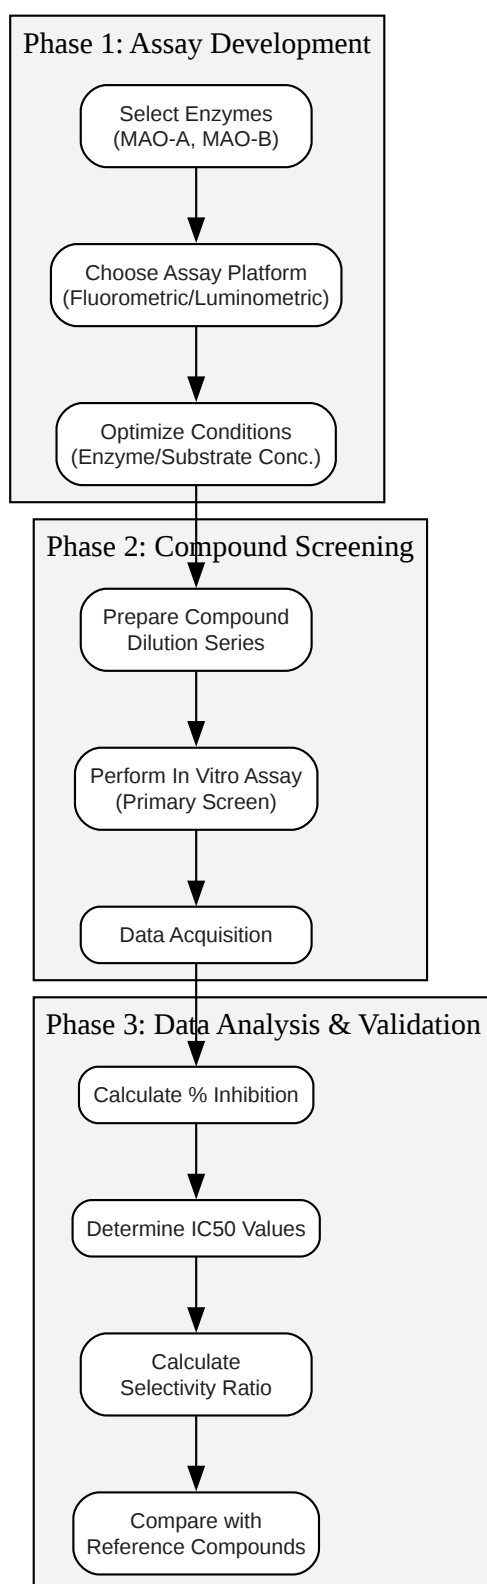 Phase 1: Assay Development
Select Enzymes
(MAO-A, MAO-B)
Choose Assay Platform
(Fluorometric/Luminometric)
Optimize Conditions
(Enzyme/Substrate Conc.)
Phase 2: Compound Screening
Prepare Compound
Dilution Series
Perform In Vitro Assay
(Primary Screen)
Data Acquisition
Phase 3: Data Analysis & Validation
Calculate % Inhibition
Determine IC50 Values
Calculate
Selectivity Ratio
Compare with
Reference Compounds